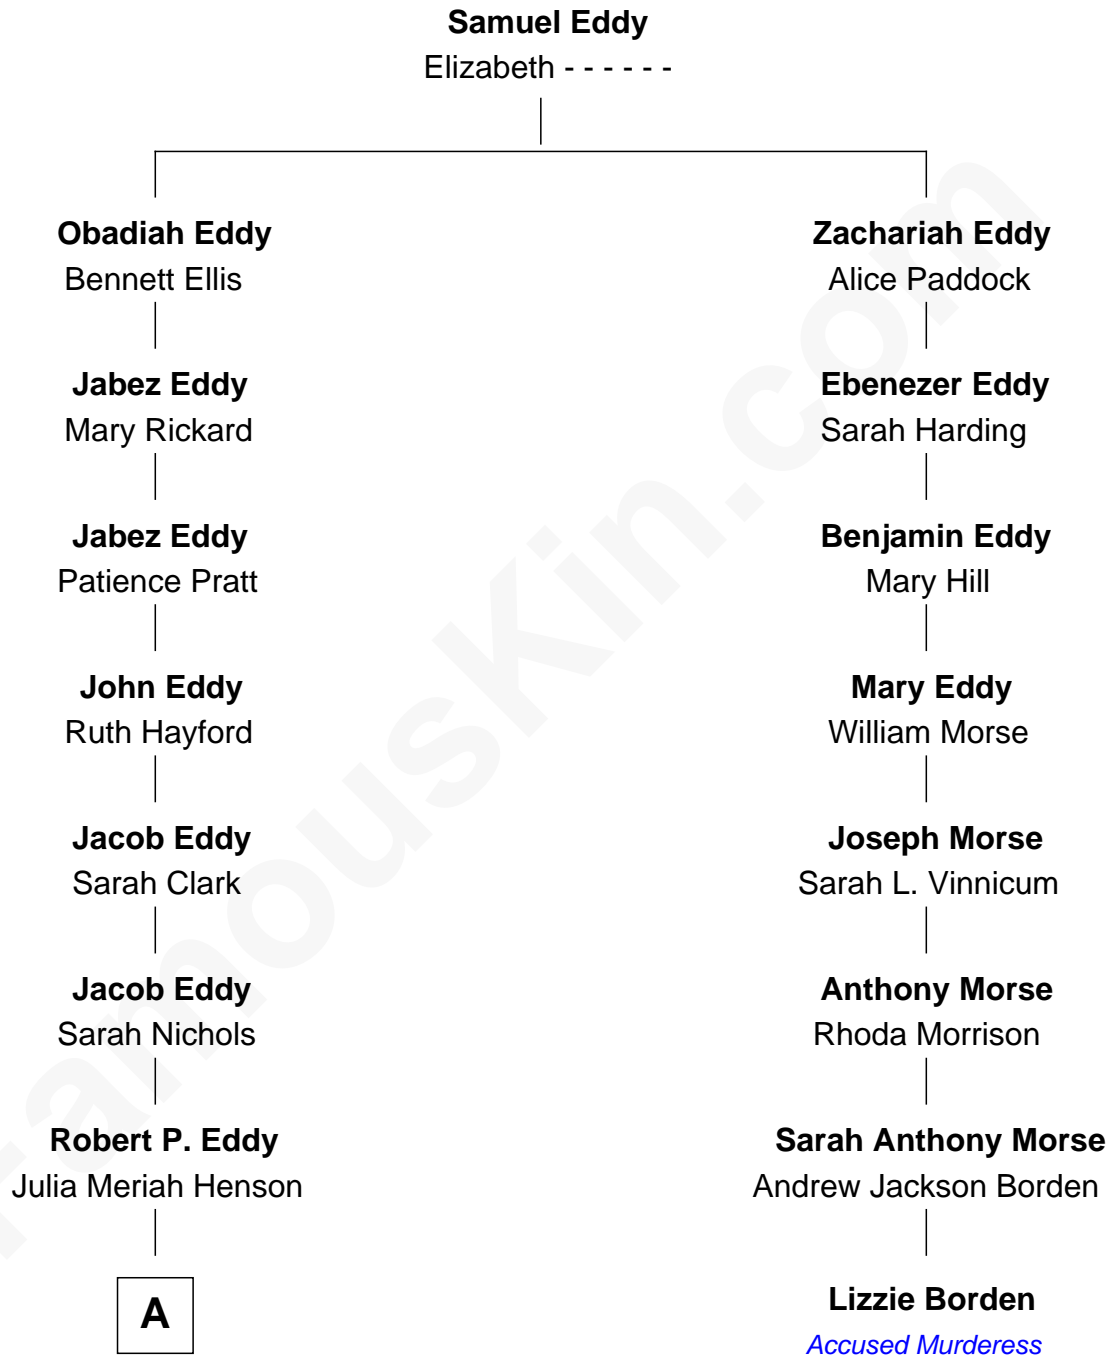 Samuel Eddy
Elizabeth - - - - - -
Obadiah Eddy
Bennett Ellis
Zachariah Eddy
Alice Paddock
Jabez Eddy
Mary Rickard
Ebenezer Eddy
Sarah Harding
Jabez Eddy
Patience Pratt
Benjamin Eddy
Mary Hill
John Eddy
Ruth Hayford
Mary Eddy
William Morse
Jacob Eddy
Sarah Clark
Joseph Morse
Sarah L. Vinnicum
Jacob Eddy
Sarah Nichols
Anthony Morse
Rhoda Morrison
Robert P. Eddy
Julia Meriah Henson
Sarah Anthony Morse
Andrew Jackson Borden
A
Lizzie Borden
Accused Murderess
FamousKin.com